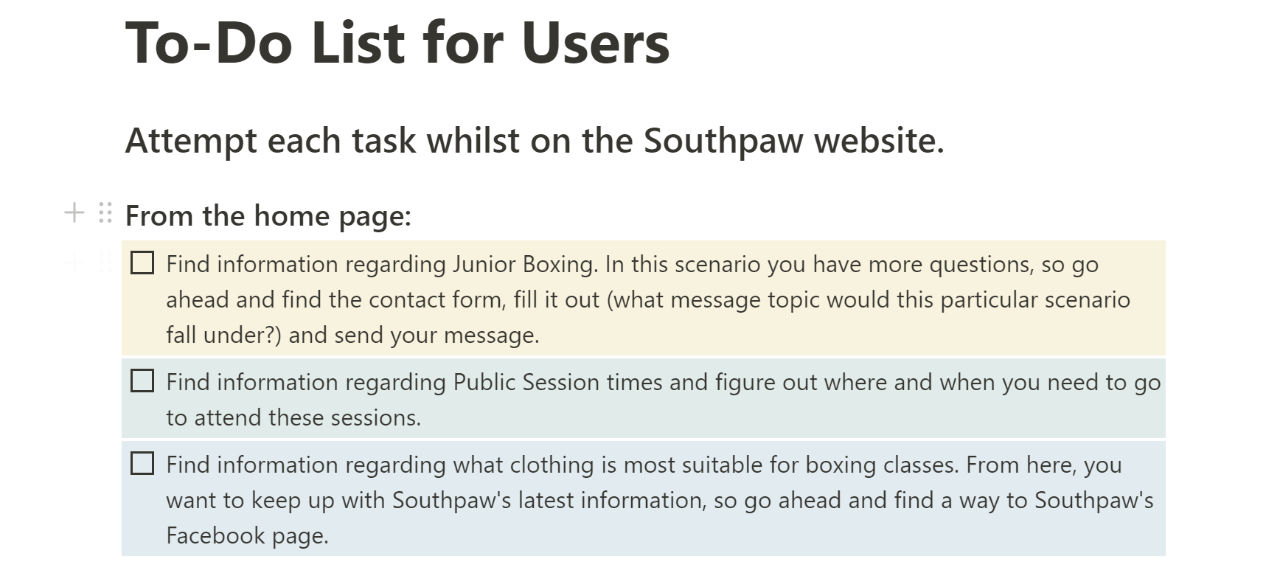 To-Do List for Users
Attempt each task whilst on the Southpaw website.
From the home page:
Find information regarding Junior Boxing. In this scenario you have more questions, so go
ahead and find the contact form, fill it out (what message topic would this particular scenario
fall under?) and send your message.
Find information regarding Public Session times and figure out where and when you need to go
to attend these sessions.
Find information regarding what clothing is most suitable for boxing classes. From here, you
want to keep up with Southpaw's latest information, so go ahead and find a way to Southpaw's
Facebook page.